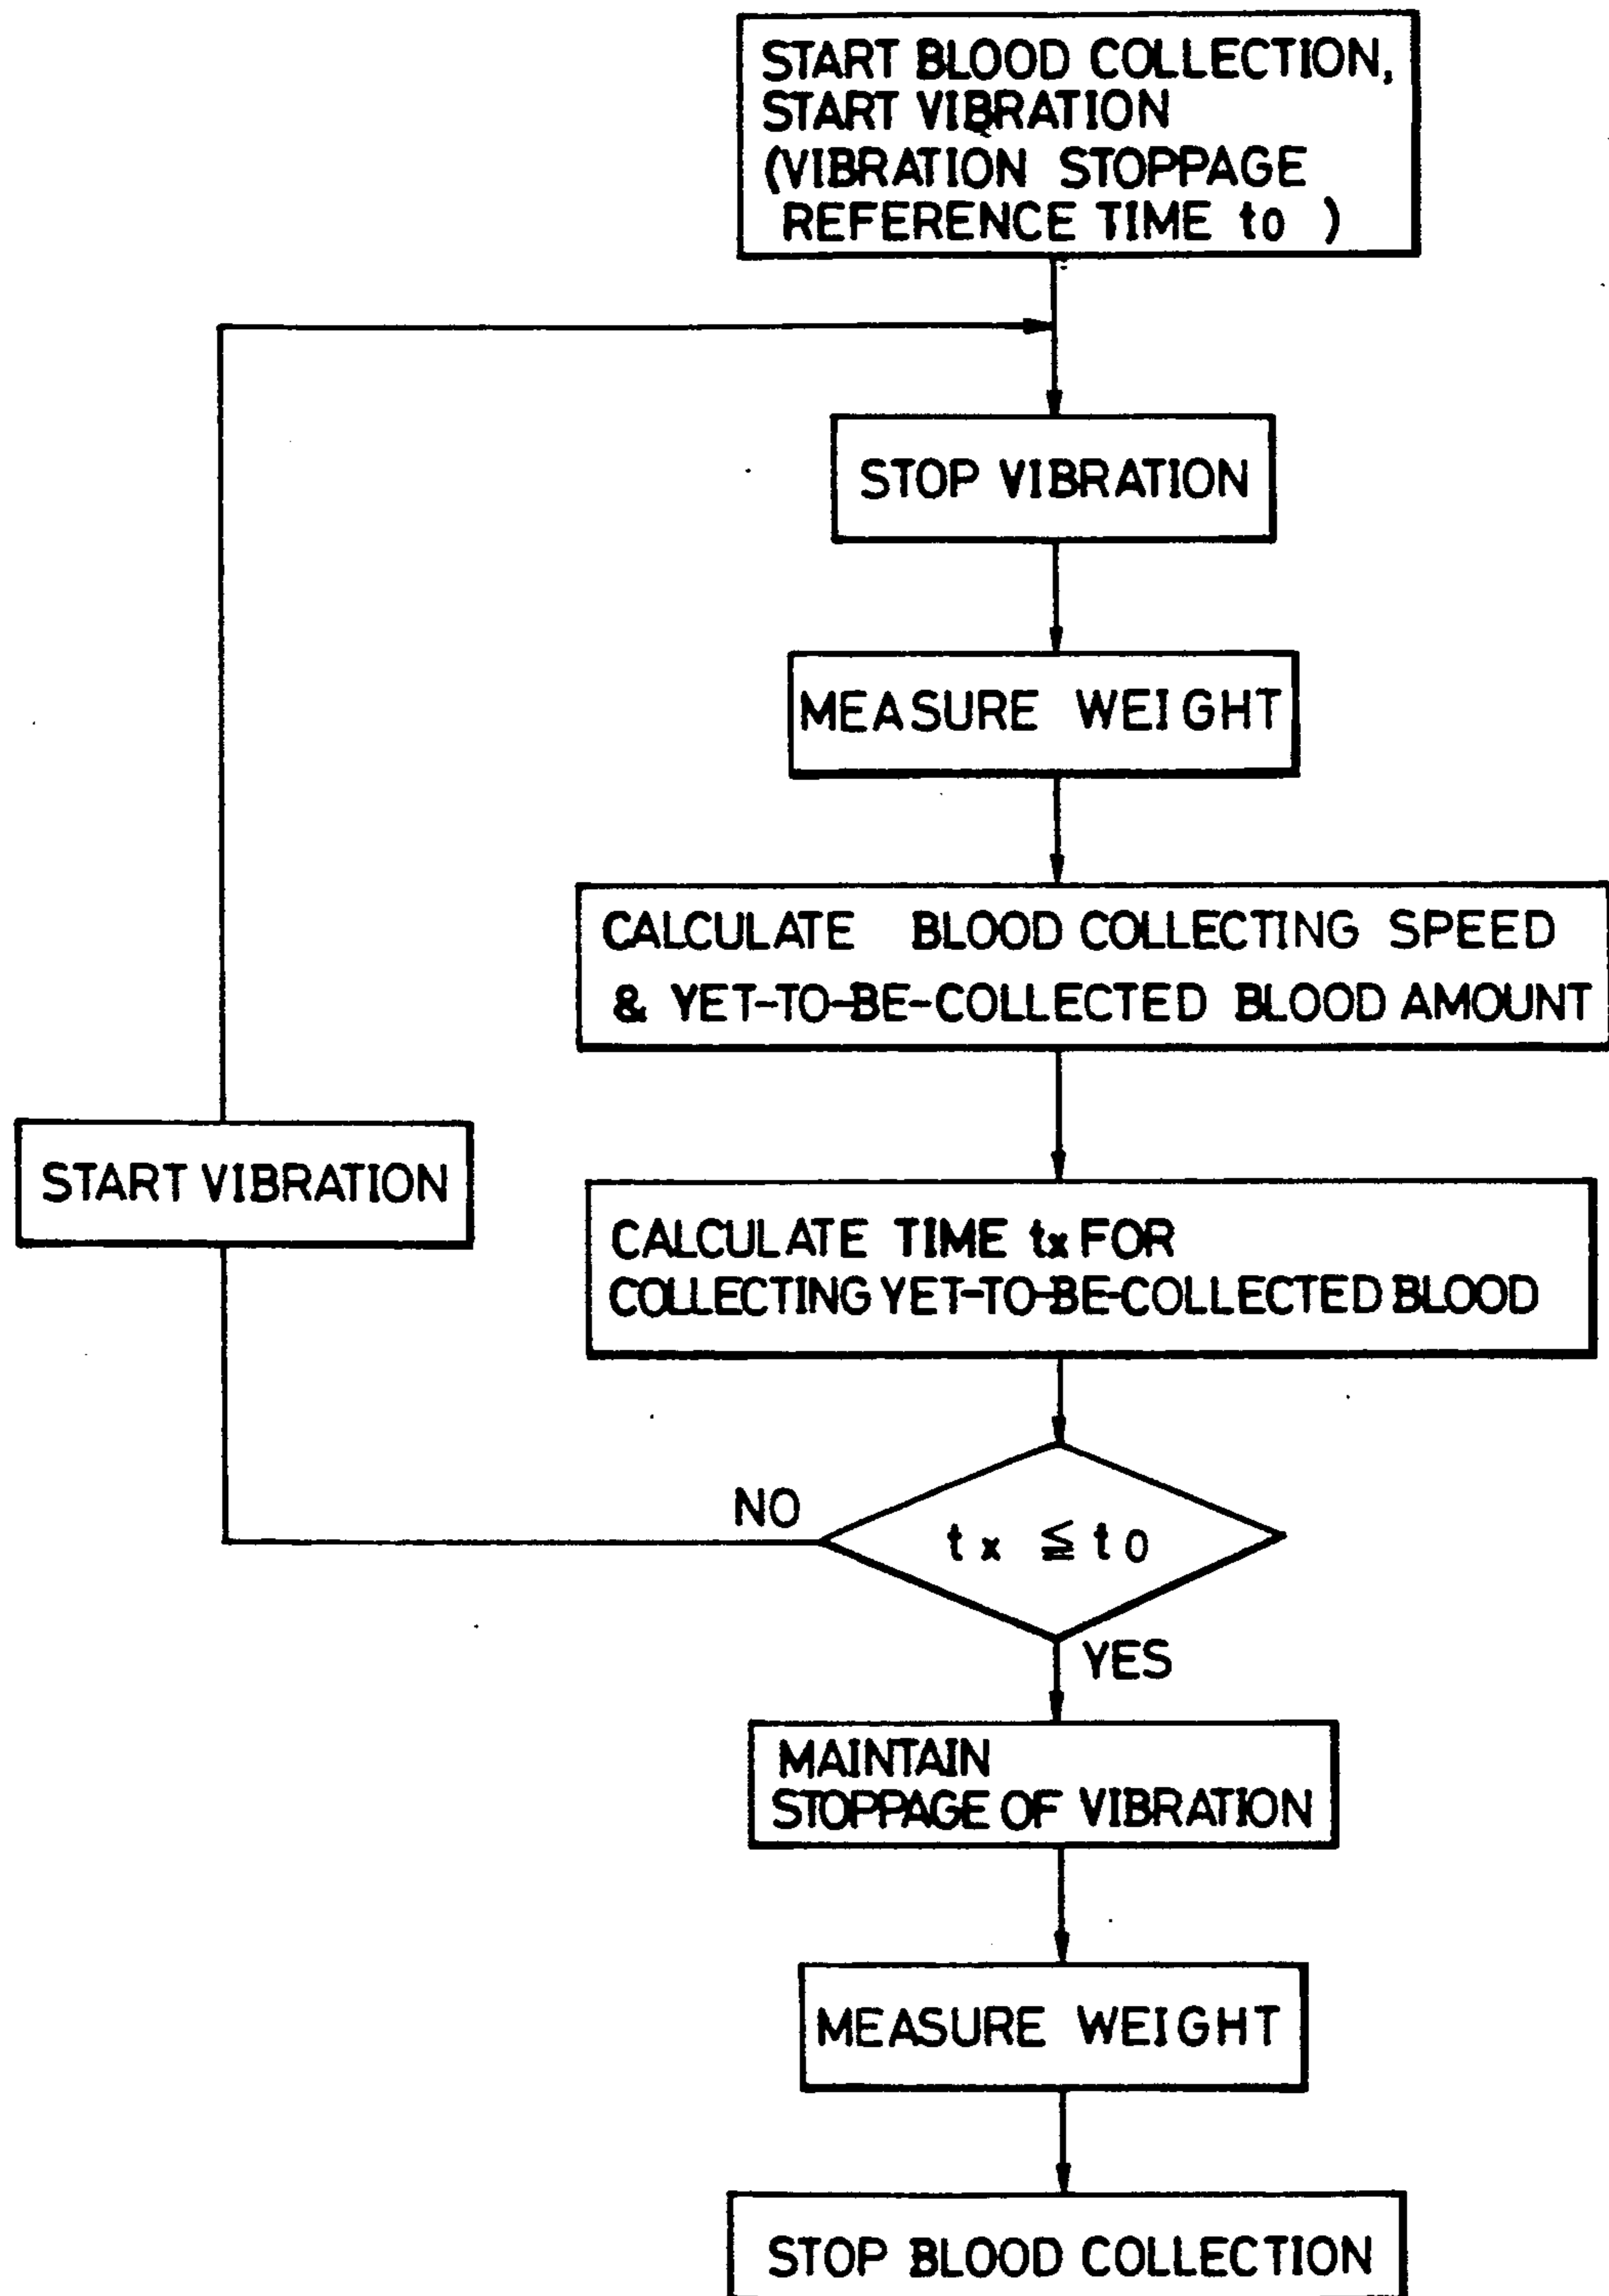 START BLOOD COLLECTION,
START VIBRATION
(VIBRATION STOPPAGE
REFERENCE TIME to )
STOP VIBRATION
MEASURE WEIGHT
CALCULATE BLOOD COLLECTING SPEED
& YET-TO-BE-COLLECTED BLOOD AMOUNT
START VIBRATION
CALCULATE TIME tx FOR
COLLECTING YET-TO-BE-COLLECTED BLOOD
NO
tx ≦ to
YES
MAINTAIN
STOPPAGE OF VIBRATION
MEASURE WEIGHT
STOP BLOOD COLLECTION